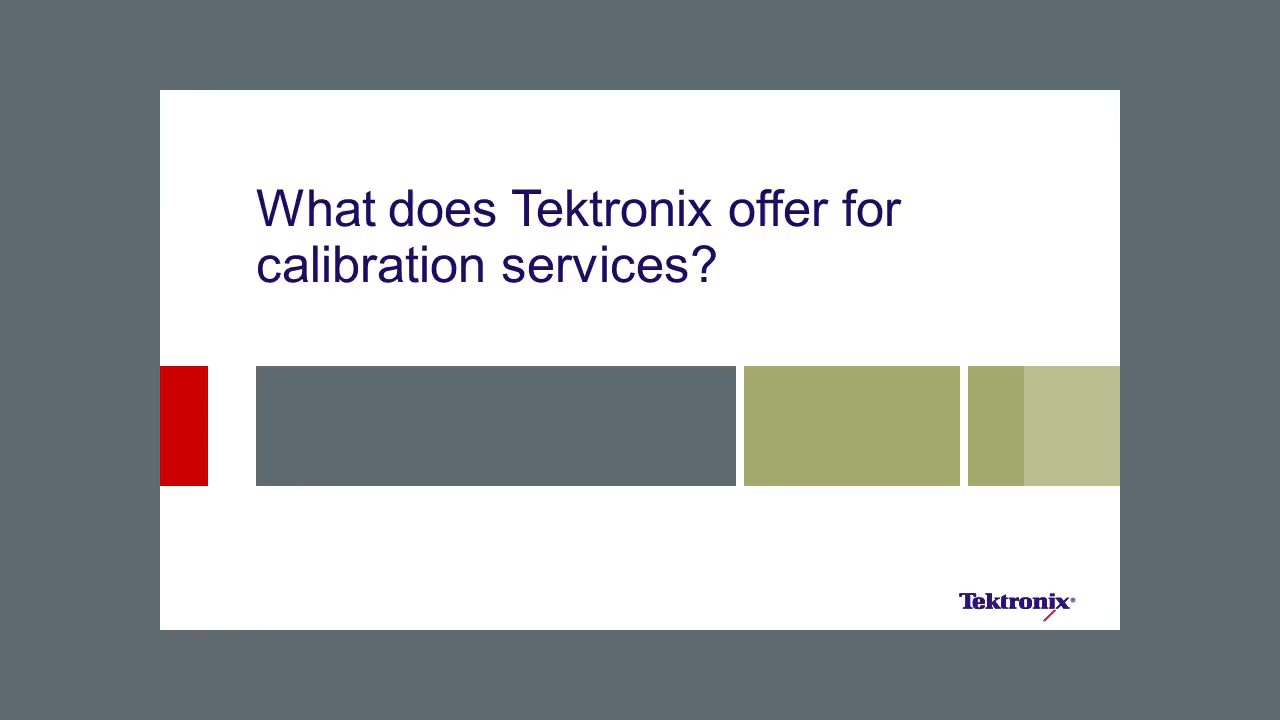 What does Tektronix offer for
calibration services?
Tektronix®